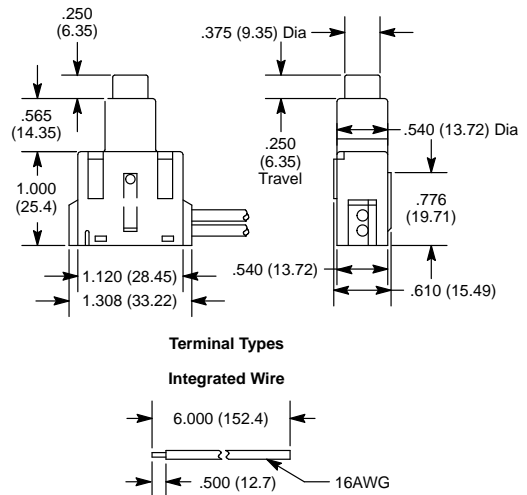 .250
(6.35)
.565
(14.35)
1.000
(25.4)
1.120 (28.45)
1.308 (33.22)
.375 (9.35) Dia
.250
(6.35)
Travel
.540 (13.72) Dia
.776
(19.71)
.540 (13.72)
.610 (15.49)
Terminal Types
Integrated Wire
6.000 (152.4)
.500 (12.7)
16AWG